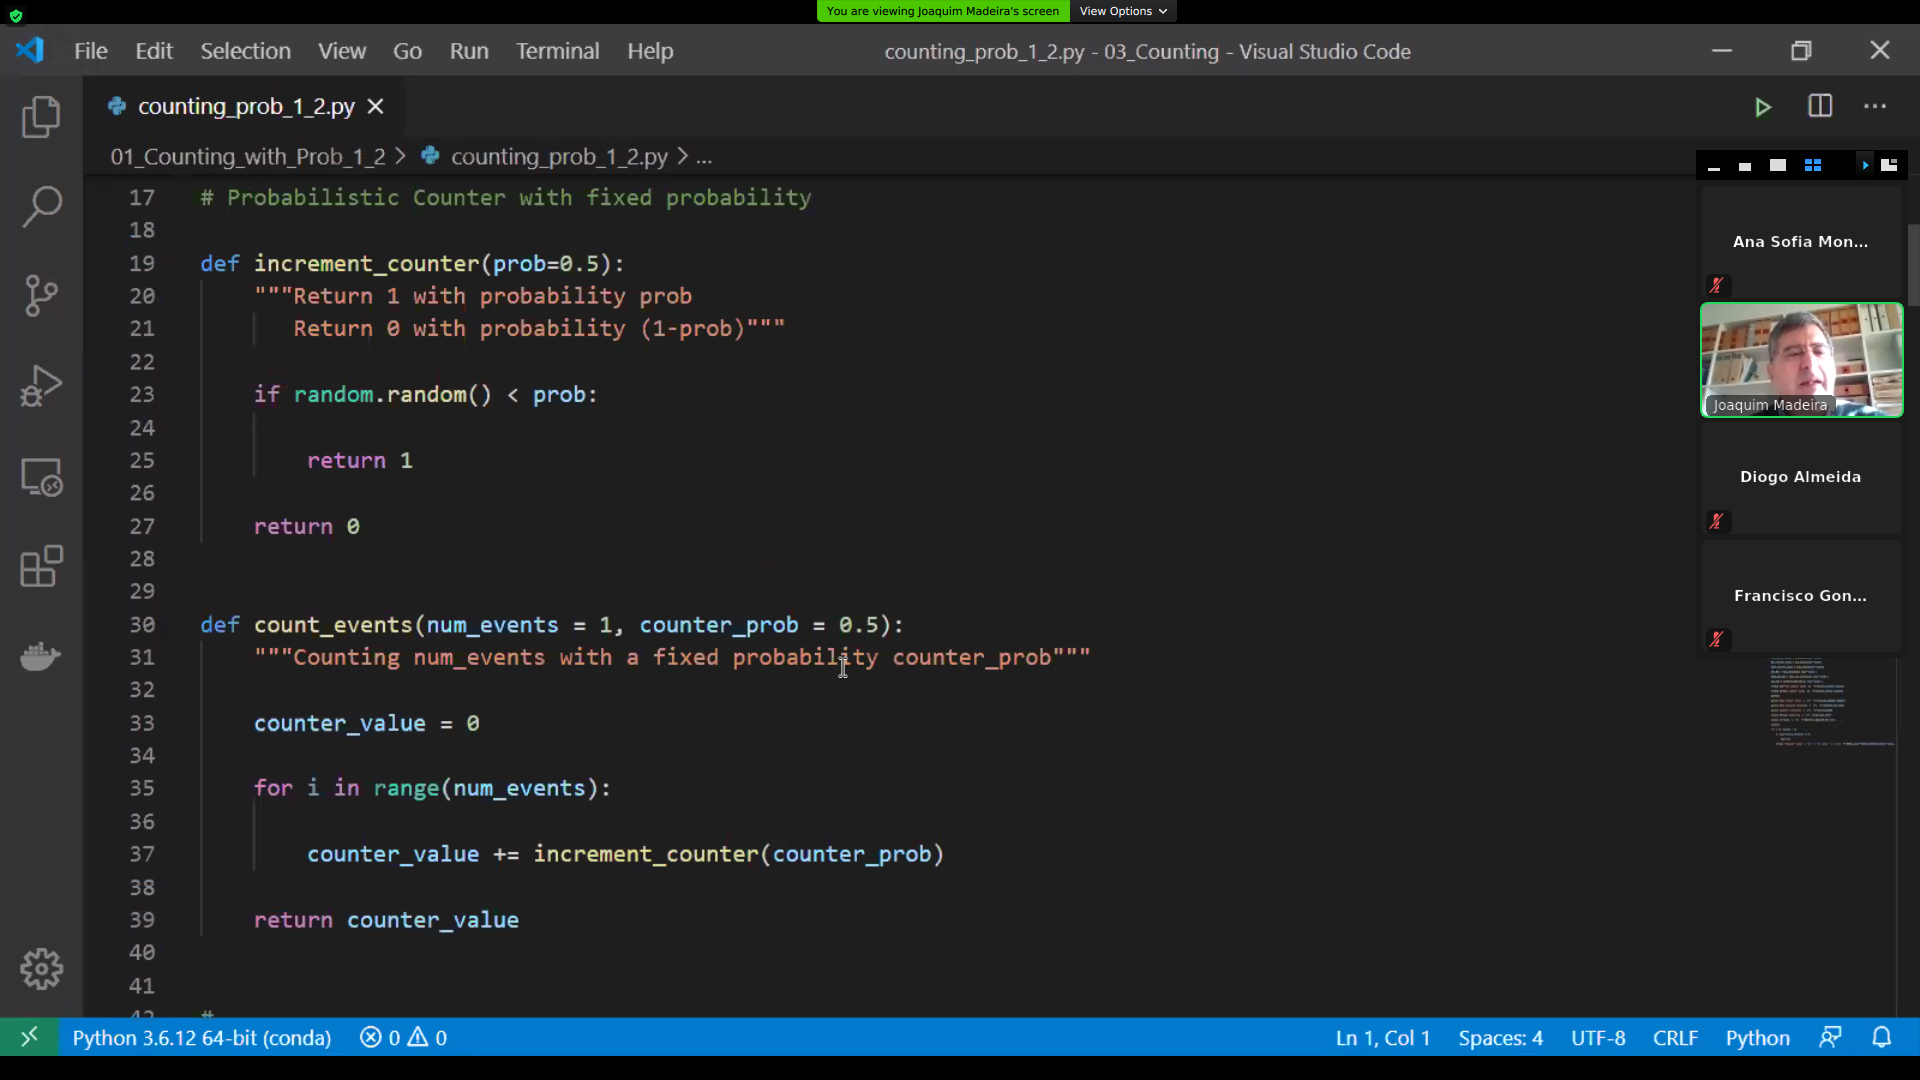 You are viewing Joaquim Madeira's screen View Options
File Edit Selection View Go Run Terminal Help counting_prob_1_2.py - 03_Counting - Visual Studio Code
counting_prob_1_2.py
01_Counting_with_Prob_1_2 > counting_prob_1_2.py > ...
17 # Probabilistic Counter with fixed probability
18
19 def increment_counter(prob=0.5):
20 """Return 1 with probability prob
21 Return 0 with probability (1-prob)"""
22
23 if random.random() < prob:
24
25 return 1
26
27 return 0
28
29
30 def count_events(num_events = 1, counter_prob = 0.5):
31 """Counting num_events with a fixed probability counter_prob"""
32
33 counter_value = 0
34
35 for i in range(num_events):
36
37 counter_value += increment_counter(counter_prob)
38
39 return counter_value
40
41
42 #
Ana Sofia Mon...
Joaquim Madeira
Diogo Almeida
Francisco Gon...
Python 3.6.12 64-bit (conda) 0 0 Ln 1, Col 1 Spaces: 4 UTF-8 CRLF Python